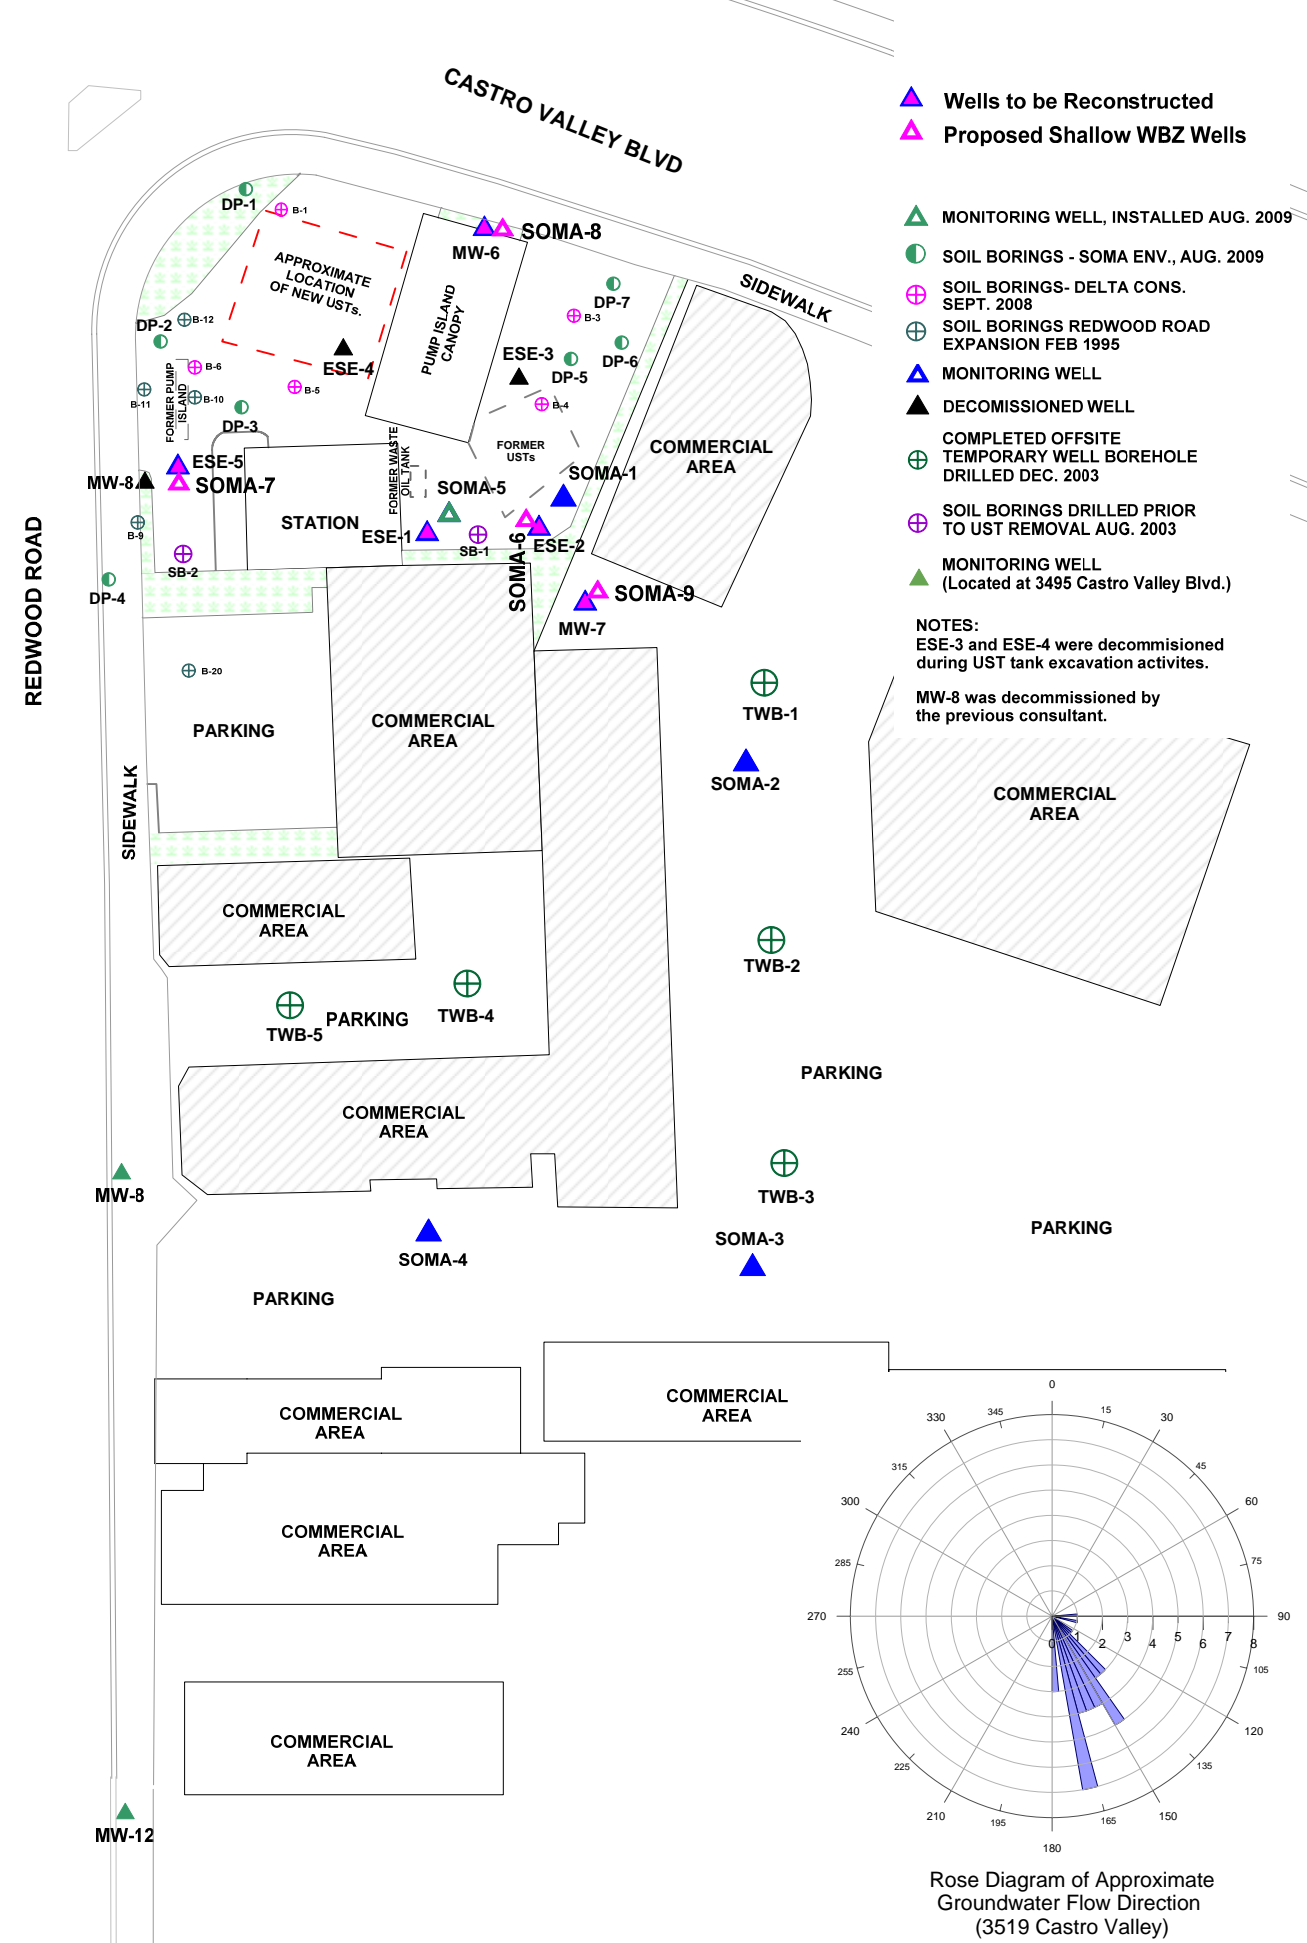 CASTRO VALLEY BLVD
Wells to be Reconstructed
Proposed Shallow WBZ Wells
MONITORING WELL, INSTALLED AUG. 2009
SOIL BORINGS - SOMA ENV., AUG. 2009
SOIL BORINGS- DELTA CONS.
SEPT. 2008
SOIL BORINGS REDWOOD ROAD
EXPANSION FEB 1995
MONITORING WELL
DECOMISSIONED WELL
COMPLETED OFFSITE
TEMPORARY WELL BOREHOLE
DRILLED DEC. 2003
SOIL BORINGS DRILLED PRIOR
TO UST REMOVAL AUG. 2003
MONITORING WELL
(Located at 3495 Castro Valley Blvd.)
NOTES:
ESE-3 and ESE-4 were decommisioned
during UST tank excavation activites.
MW-8 was decommissioned by
the previous consultant.
DP-1
B-1
APPROXIMATE
LOCATION
OF NEW USTs.
MW-6
SOMA-8
SIDEWALK
DP-7
B-3
DP-6
DP-5
ESE-3
B-4
PUMP ISLAND
CANOPY
DP-2
B-12
ESE-4
B-6
B-5
B-11
B-10
FORMER PUMP
ISLAND
DP-3
FORMER WASTE
OIL TANK
FORMER
USTs
COMMERCIAL
AREA
ESE-5
MW-8
SOMA-7
SOMA-1
SOMA-5
STATION
ESE-1
SB-1
SOMA-6
ESE-2
B-9
SB-2
DP-4
SOMA-9
MW-7
REDWOOD ROAD
B-20
PARKING
COMMERCIAL
AREA
TWB-1
SOMA-2
COMMERCIAL
AREA
SIDEWALK
COMMERCIAL
AREA
TWB-2
TWB-5
PARKING
TWB-4
PARKING
COMMERCIAL
AREA
MW-8
TWB-3
SOMA-4
SOMA-3
PARKING
PARKING
COMMERCIAL
AREA
COMMERCIAL
AREA
COMMERCIAL
AREA
COMMERCIAL
AREA
MW-12
0
15
30
45
60
75
90
105
120
135
150
165
180
195
210
225
240
255
270
285
300
315
330
345
0 1 2 3 4 5 6 7 8
Rose Diagram of Approximate
Groundwater Flow Direction
(3519 Castro Valley)